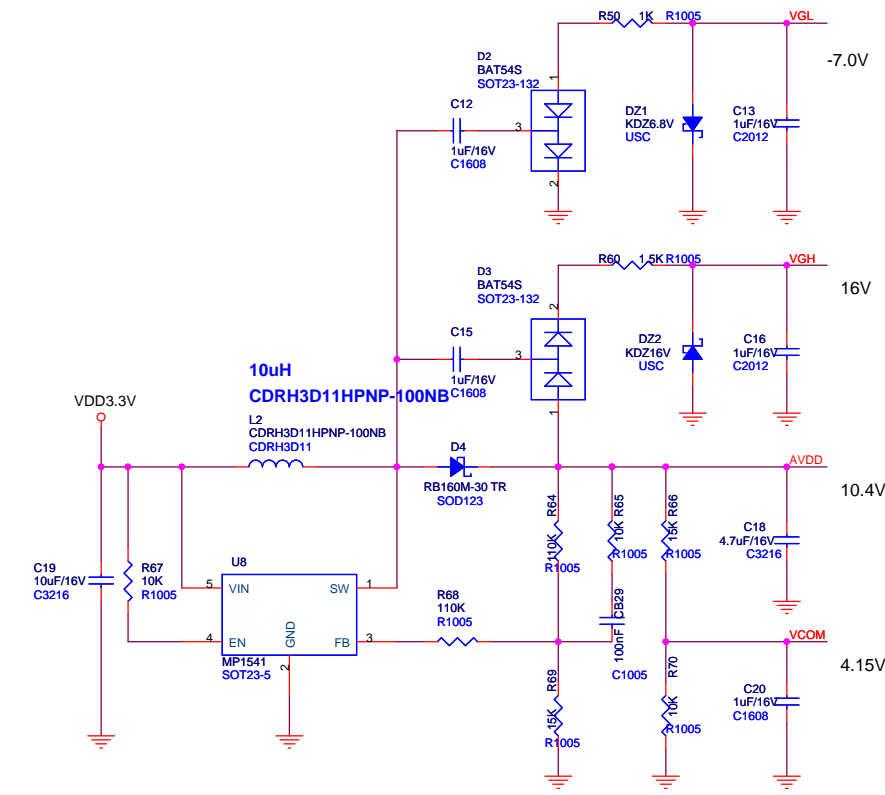 R50 1K R1005 VGL
-7.0V
D2
BAT54S
SOT23-132
1
C12
3
1uF/16V
C1608
2
DZ1
KDZ6.8V
USC
C13
1uF/16V
C2012
R60 1.5K R1005 VGH
16V
D3
BAT54S
SOT23-132
2
C15
3
1uF/16V
C1608
1
DZ2
KDZ16V
USC
C16
1uF/16V
C2012
10uH
CDRH3D11HPNP-100NB
VDD3.3V
L2
CDRH3D11HPNP-100NB
CDRH3D11
D4
RB160M-30 TR
SOD123
AVDD
10.4V
R64
110K
R1005
R65
10K
R1005
R66
15K
R1005
C18
4.7uF/16V
C3216
C19
10uF/16V
C3216
R67
10K
R1005
U8
5 VIN SW 1
4 EN GND FB 3
2
MP1541
SOT23-5
R68
110K
R1005
CB29
100nF
C1005
VCOM
4.15V
R69
15K
R1005
R70
10K
R1005
C20
1uF/16V
C1608